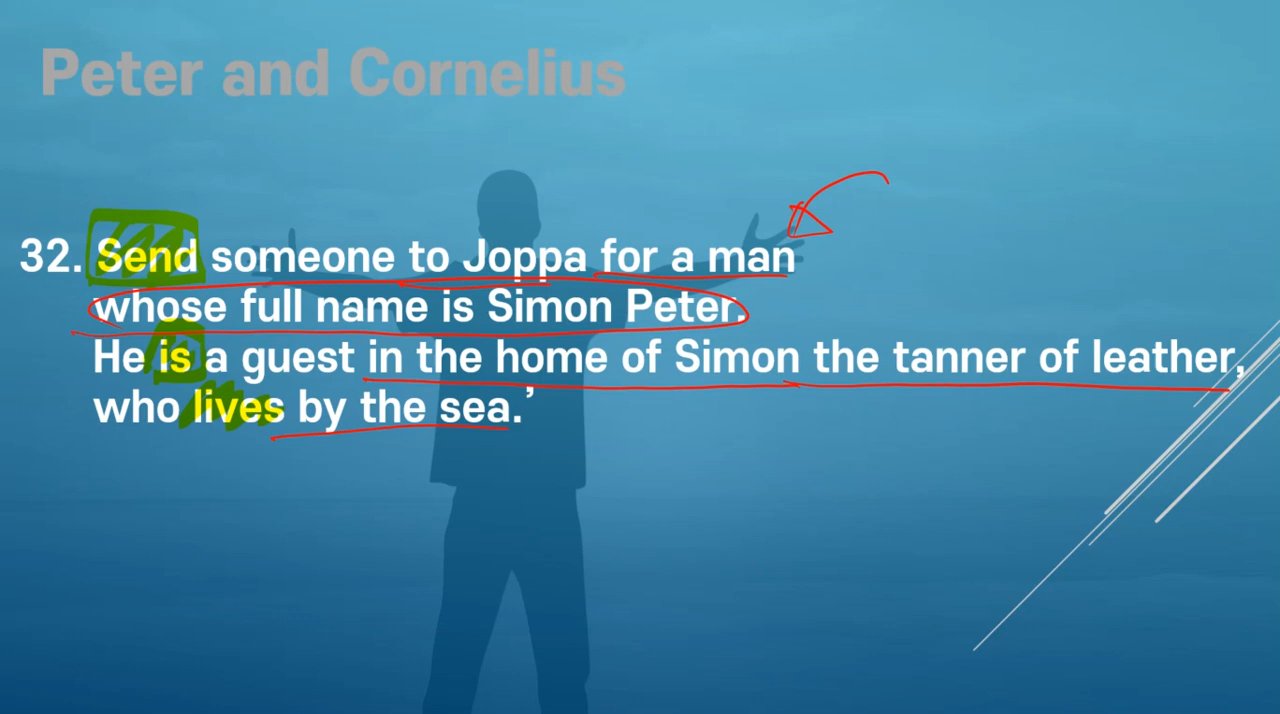 Peter and Cornelius
32. Send someone to Joppa for a man
whose full name is Simon Peter.
He is a guest in the home of Simon the tanner of leather,
who lives by the sea.’